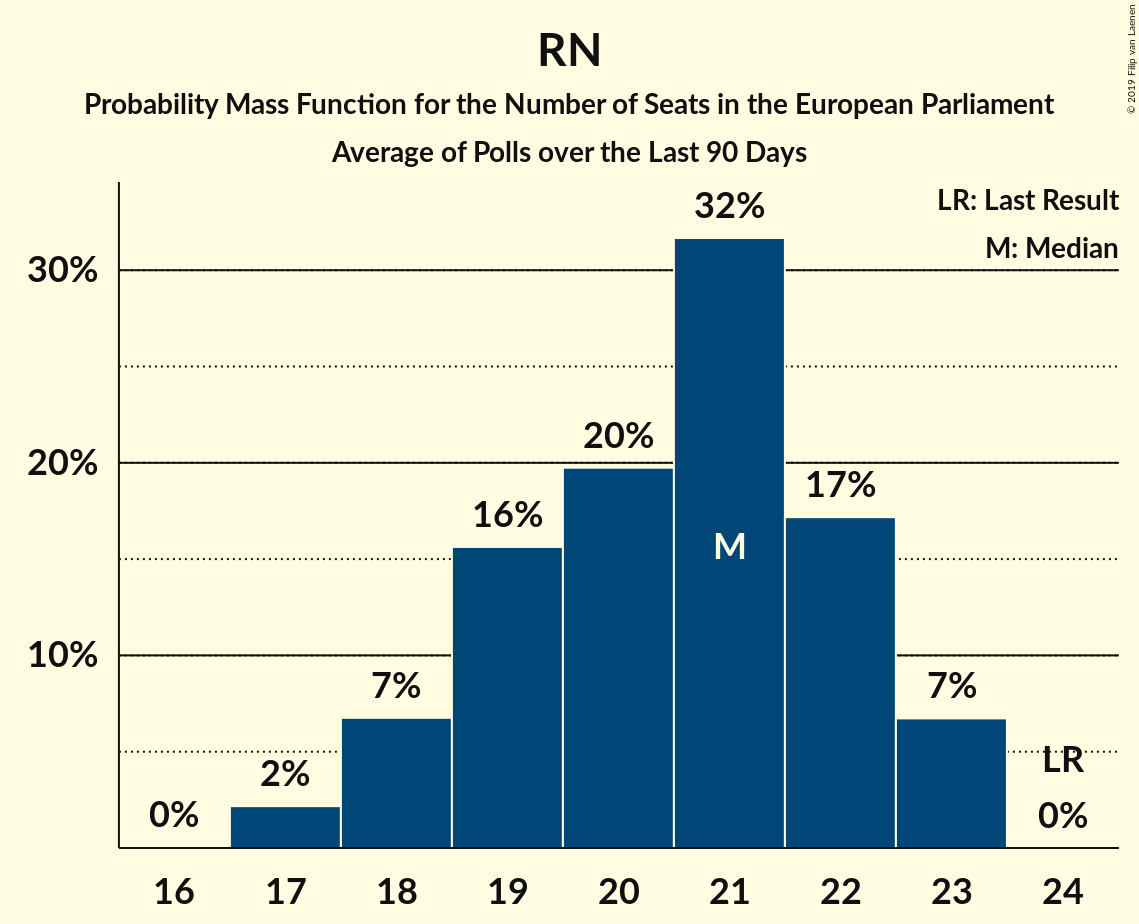 RN
Probability Mass Function for the Number of Seats in the European Parliament
Average of Polls over the Last 90 Days
© 2019 Filip van Laenen
LR: Last Result
M: Median
32%
30%
20%
20%
17%
16%
M
10%
7%
7%
LR
2%
0%
0%
16 17 18 19 20 21 22 23 24